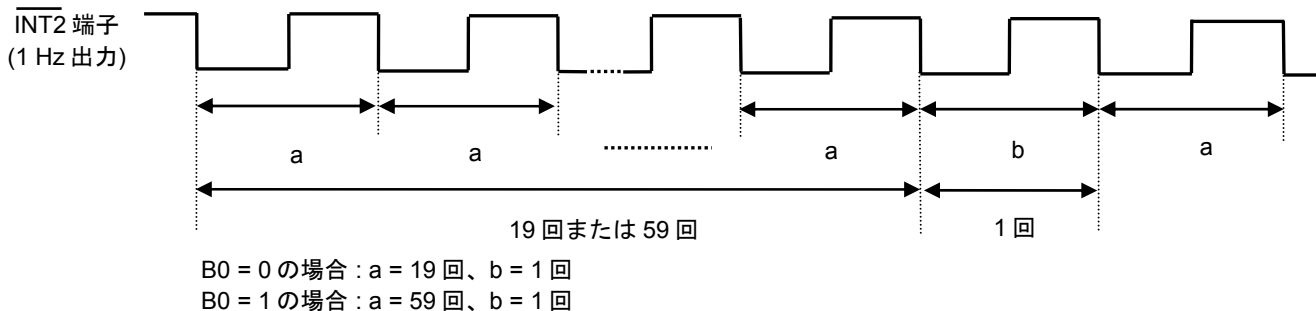 INT2 端子
(1 Hz 出力)
a
a
a
b
a
19 回または 59 回
1 回
B0 = 0 の場合 : a = 19 回、b = 1 回
B0 = 1 の場合 : a = 59 回、b = 1 回